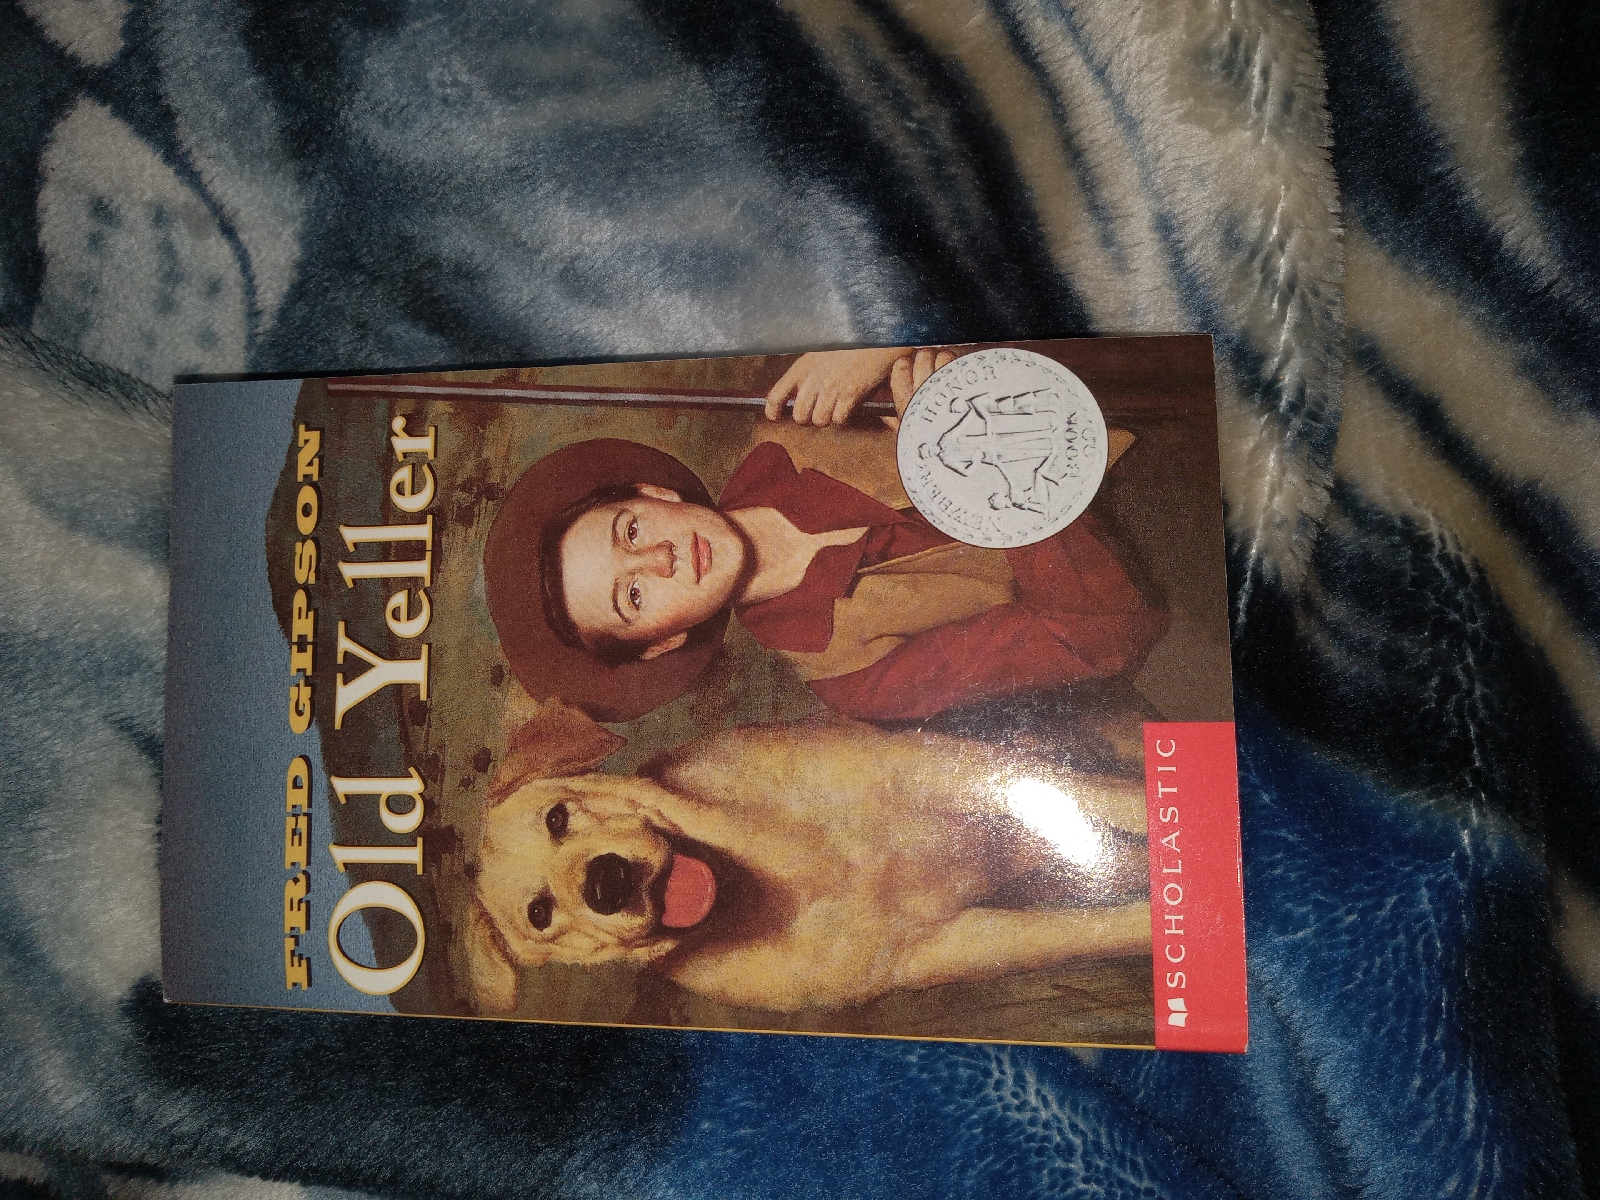 FRED GIPSON
Old Yeller
NEWBERY HONOR BOOK
SCHOLASTIC